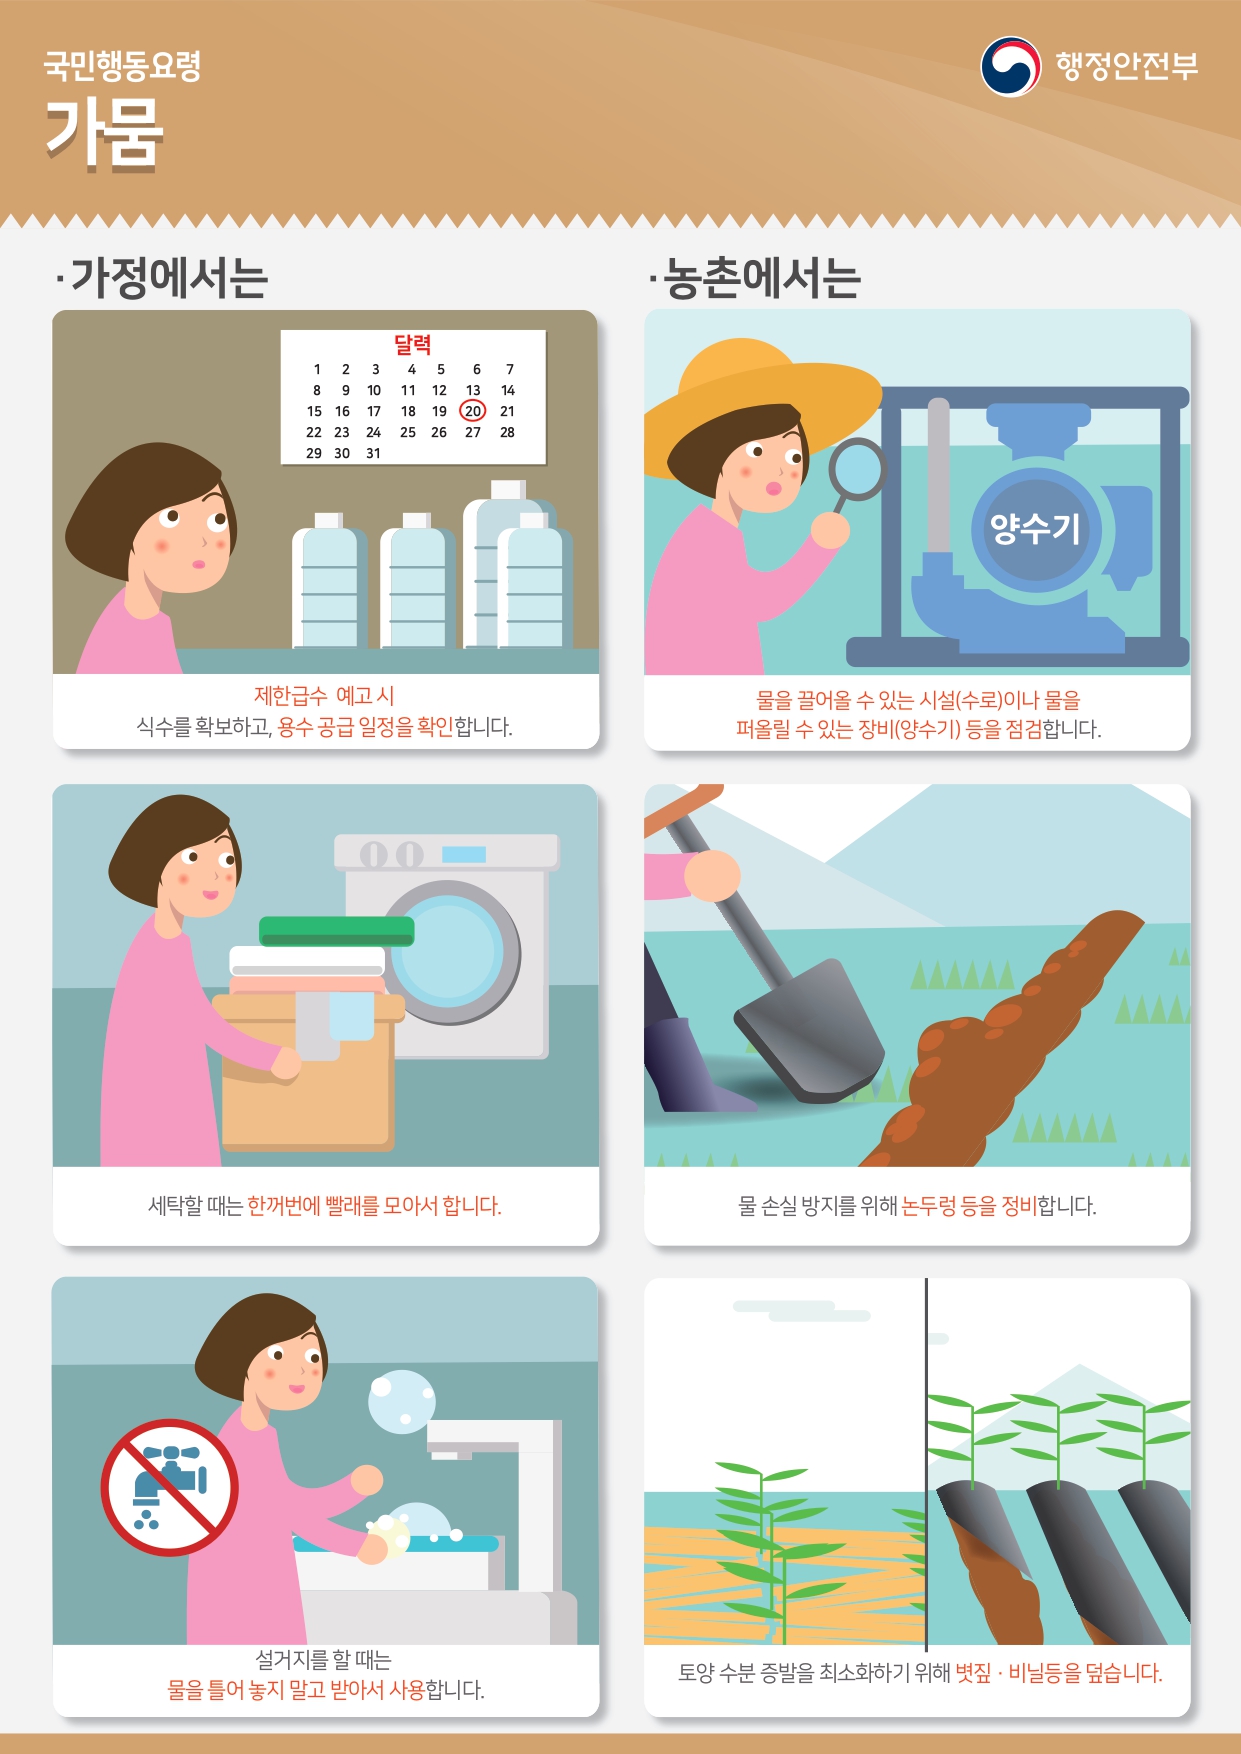 국민행동요령
가뭄
행정안전부
·가정에서는
달력
1 2 3 4 5 6 7
8 9 10 11 12 13 14
15 16 17 18 19 20 21
22 23 24 25 26 27 28
29 30 31
제한급수 예고 시
식수를 확보하고, 용수 공급 일정을 확인합니다.
세탁할 때는 한꺼번에 빨래를 모아서 합니다.
설거지를 할 때는
물을 틀어 놓지 말고 받아서 사용합니다.
·농촌에서는
양수기
물을 끌어올 수 있는 시설(수로)이나 물을
퍼올릴 수 있는 장비(양수기) 등을 점검합니다.
물 손실 방지를 위해 논두렁 등을 정비합니다.
토양 수분 증발을 최소화하기 위해 볏짚 · 비닐등을 덮습니다.